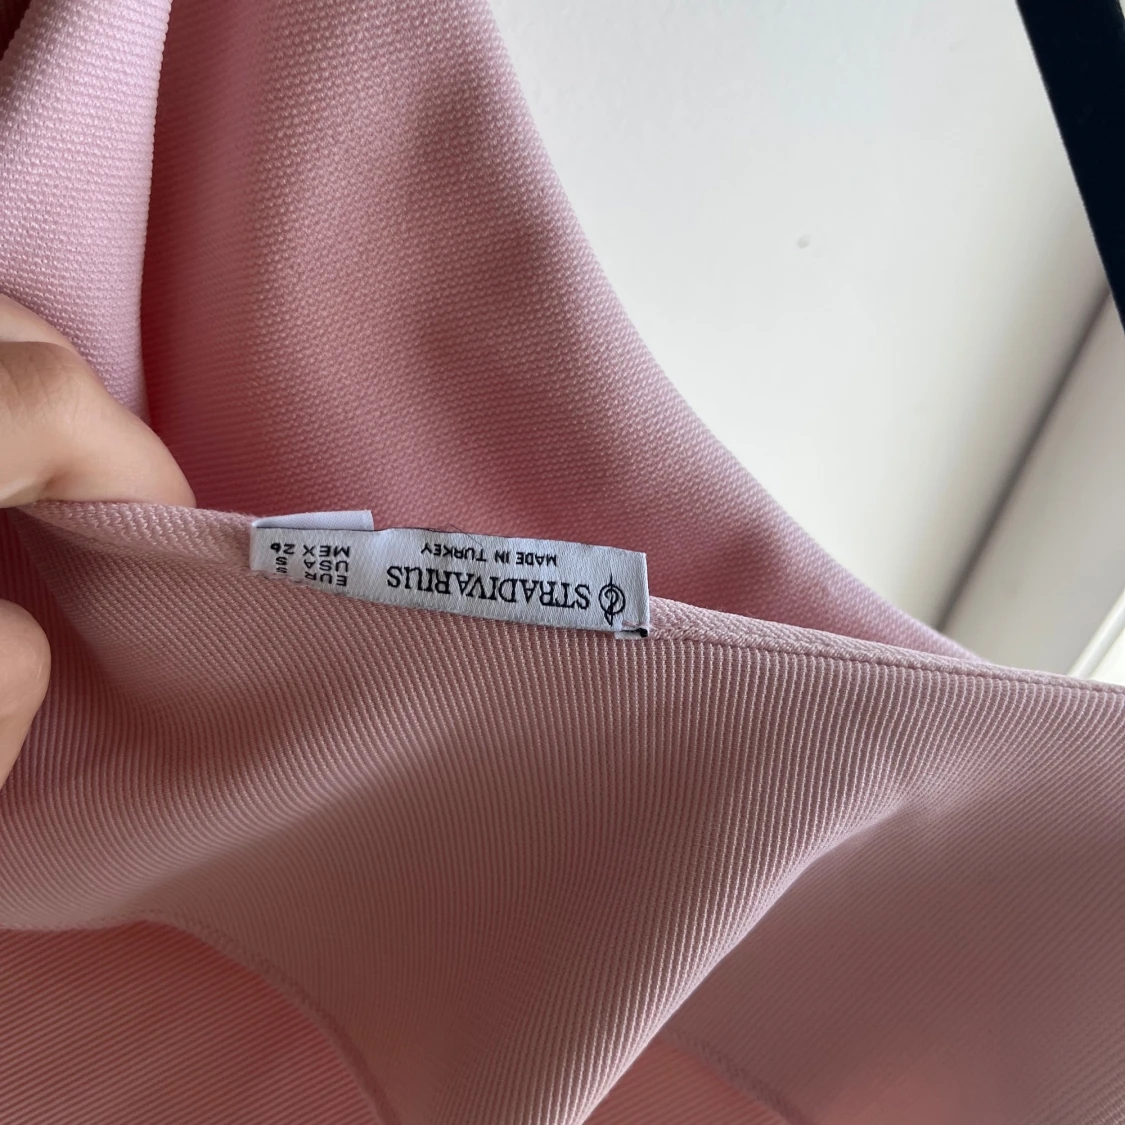 STRADIVARIUS
MADE IN TURKEY
EUR S
USA S
MEX